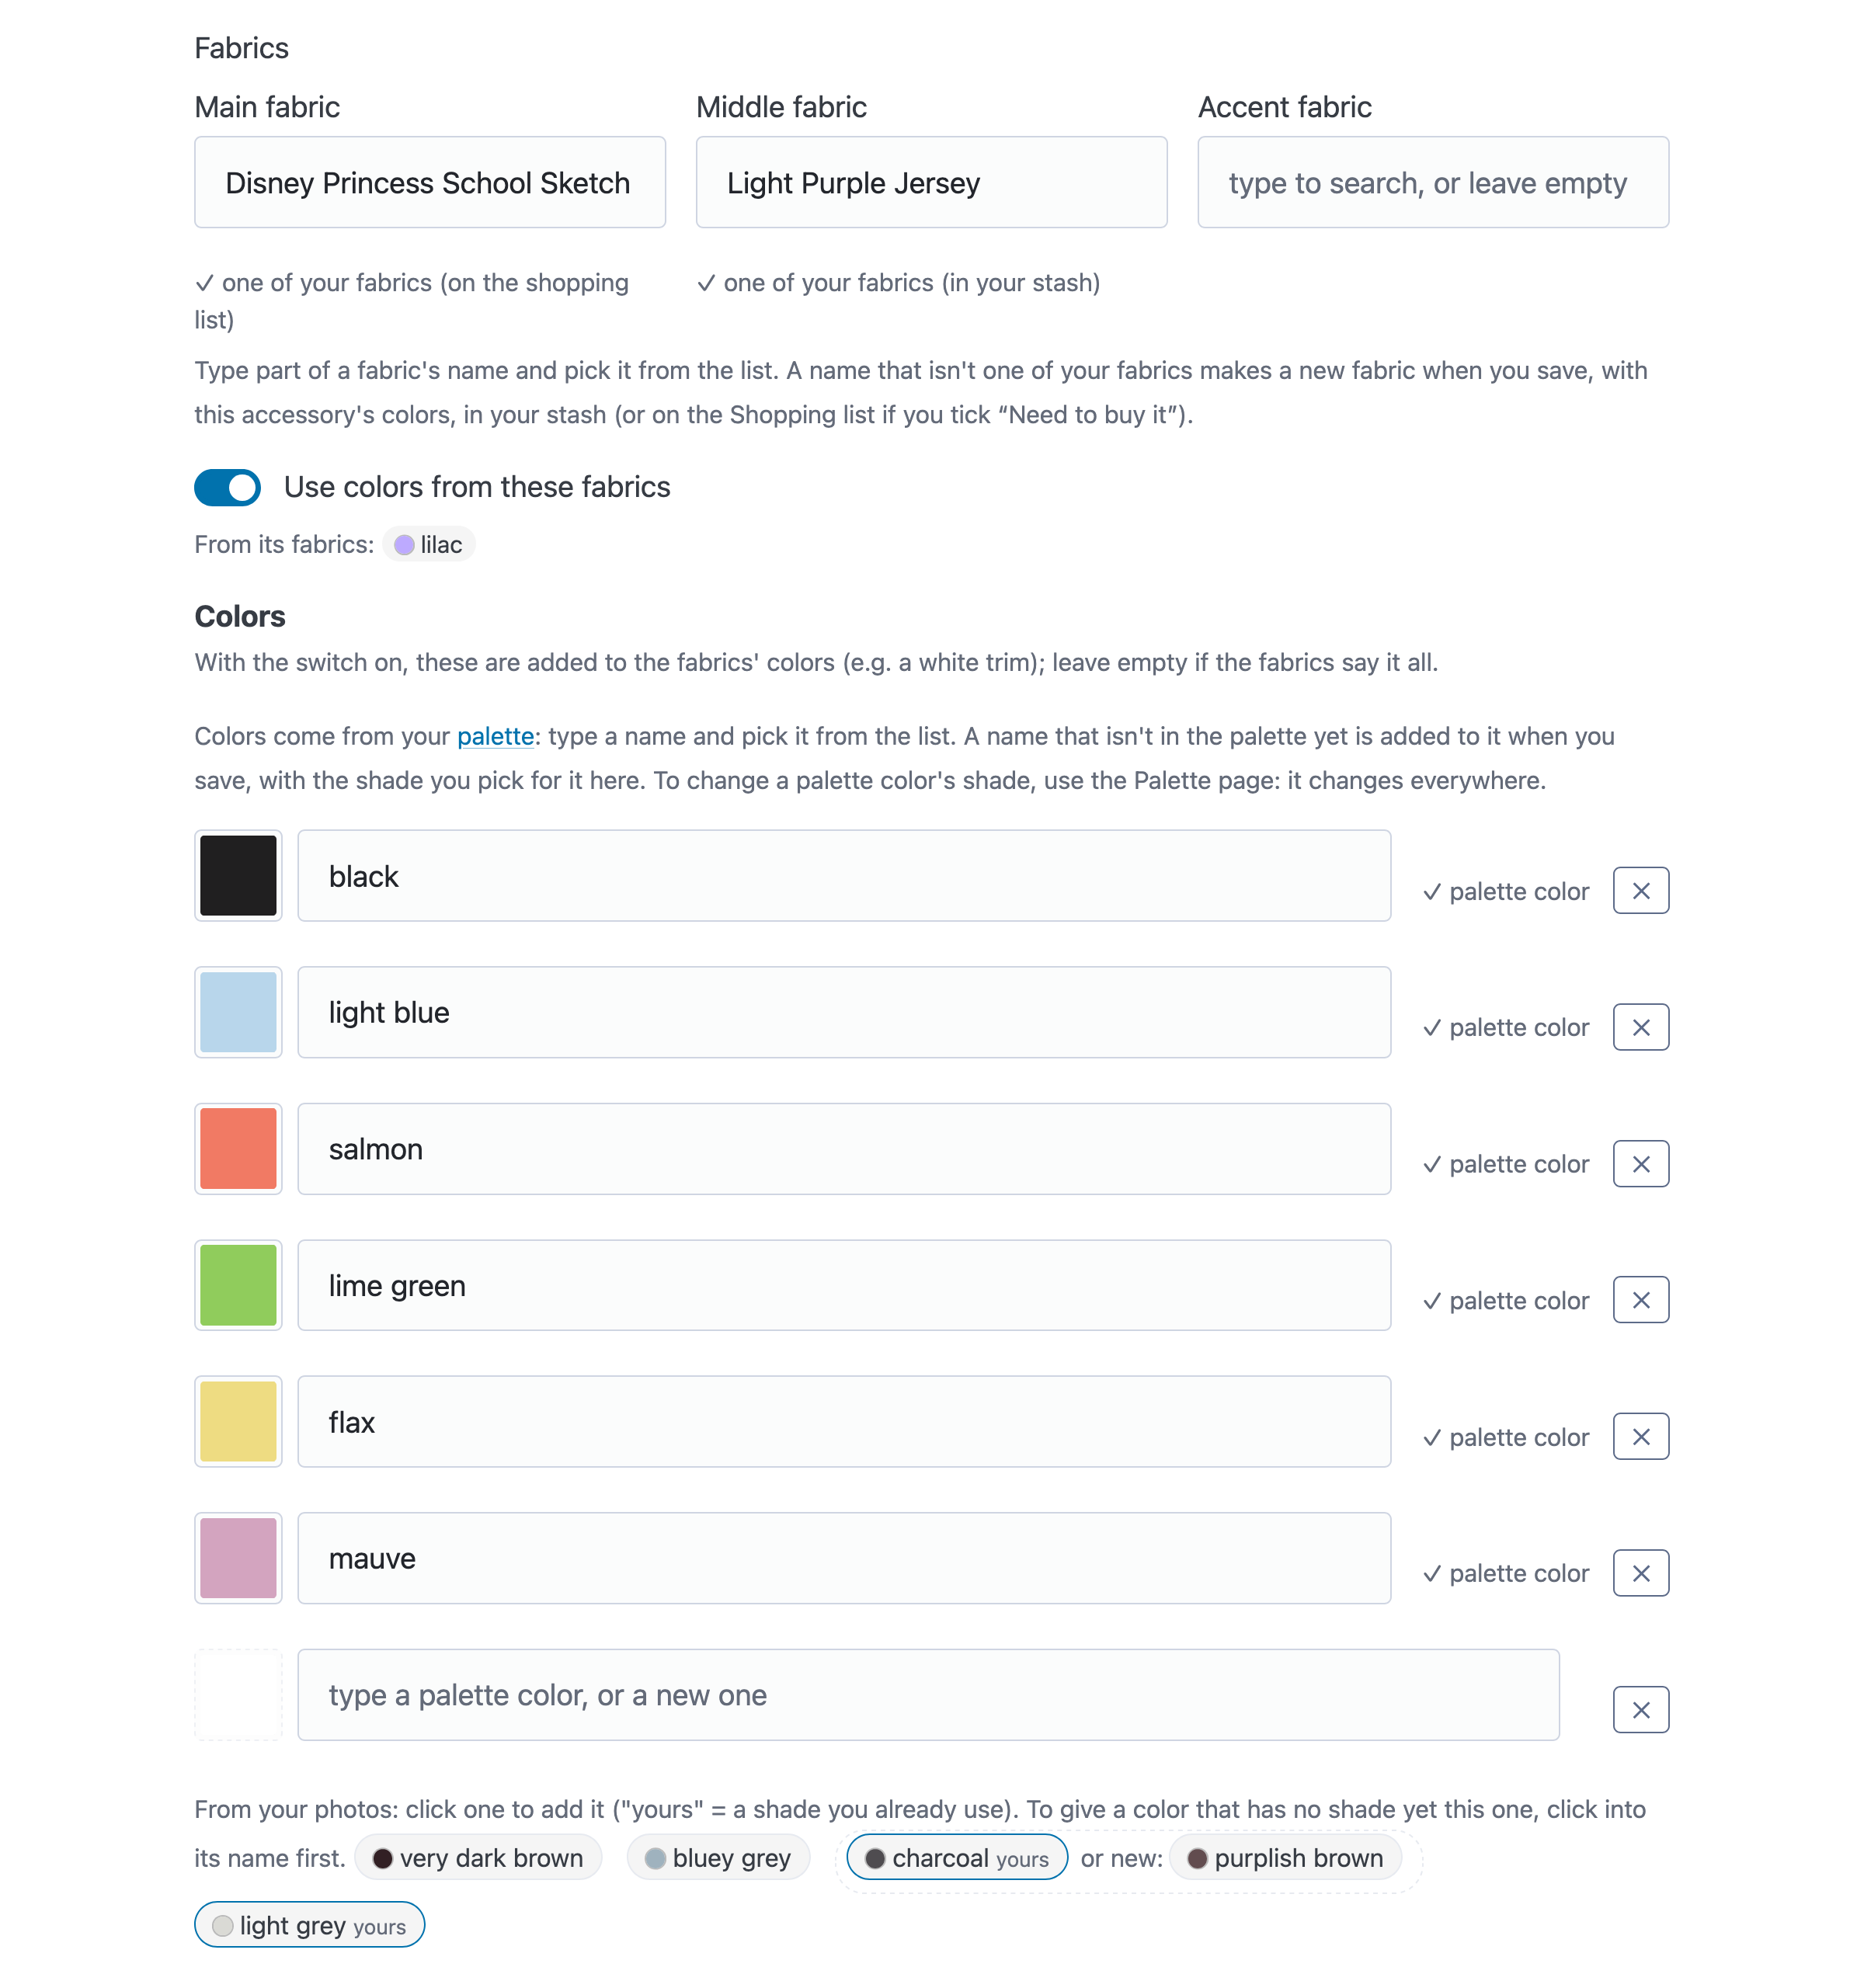 Fabrics
Main fabric
Middle fabric
Accent fabric
Disney Princess School Sketch
Light Purple Jersey
type to search, or leave empty
✓ one of your fabrics (on the shopping
list)
✓ one of your fabrics (in your stash)
Type part of a fabric's name and pick it from the list. A name that isn't one of your fabrics makes a new fabric when you save, with
this accessory's colors, in your stash (or on the Shopping list if you tick “Need to buy it”).
Use colors from these fabrics
From its fabrics: lilac
Colors
With the switch on, these are added to the fabrics' colors (e.g. a white trim); leave empty if the fabrics say it all.
Colors come from your palette: type a name and pick it from the list. A name that isn't in the palette yet is added to it when you
save, with the shade you pick for it here. To change a palette color's shade, use the Palette page: it changes everywhere.
black ✓ palette color ×
light blue ✓ palette color ×
salmon ✓ palette color ×
lime green ✓ palette color ×
flax ✓ palette color ×
mauve ✓ palette color ×
type a palette color, or a new one ×
From your photos: click one to add it ("yours" = a shade you already use). To give a color that has no shade yet this one, click into
its name first. very dark brown bluey grey charcoal yours or new: purplish brown
light grey yours